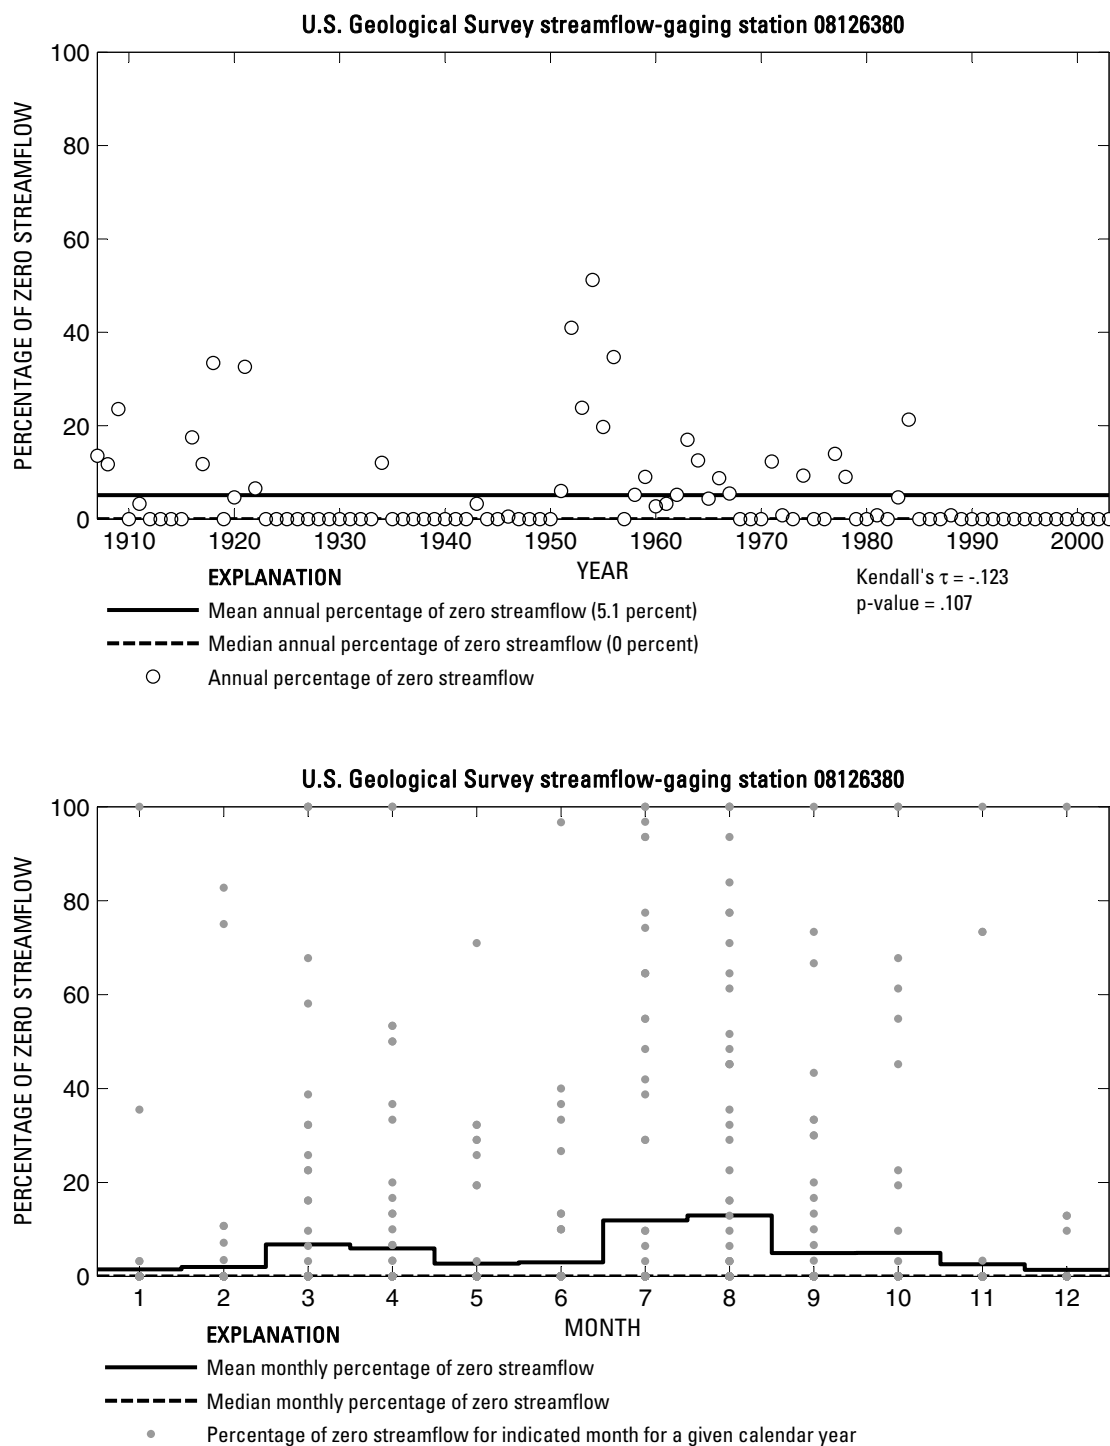 U.S. Geological Survey streamflow-gaging station 08126380
PERCENTAGE OF ZERO STREAMFLOW
100
80
60
40
20
0
1910 1920 1930 1940 1950 1960 1970 1980 1990 2000
YEAR
Kendall's τ = -.123
p-value = .107
EXPLANATION
Mean annual percentage of zero streamflow (5.1 percent)
Median annual percentage of zero streamflow (0 percent)
Annual percentage of zero streamflow
U.S. Geological Survey streamflow-gaging station 08126380
PERCENTAGE OF ZERO STREAMFLOW
100
80
60
40
20
0
1 2 3 4 5 6 7 8 9 10 11 12
MONTH
EXPLANATION
Mean monthly percentage of zero streamflow
Median monthly percentage of zero streamflow
Percentage of zero streamflow for indicated month for a given calendar year